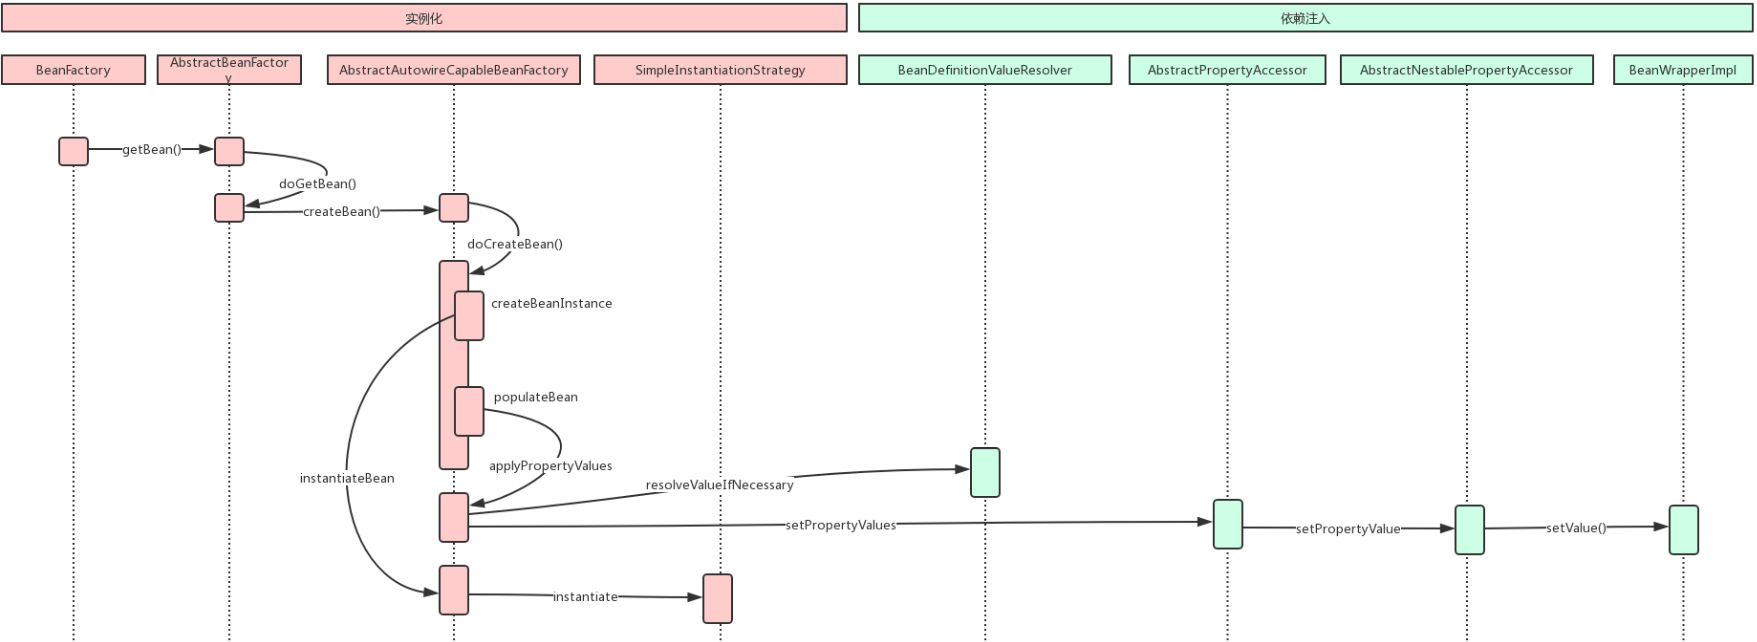 实例化
依赖注入
BeanFactory
AbstractBeanFactor
y
AbstractAutowireCapableBeanFactory
SimpleInstantiationStrategy
BeanDefinitionValueResolver
AbstractPropertyAccessor
AbstractNestablePropertyAccessor
BeanWrapperImpl
getBean()
doGetBean()
createBean()
doCreateBean()
createBeanInstance
populateBean
applyPropertyValues
instantiateBean
resolveValueIfNecessary
setPropertyValues
setPropertyValue
setValue()
instantiate